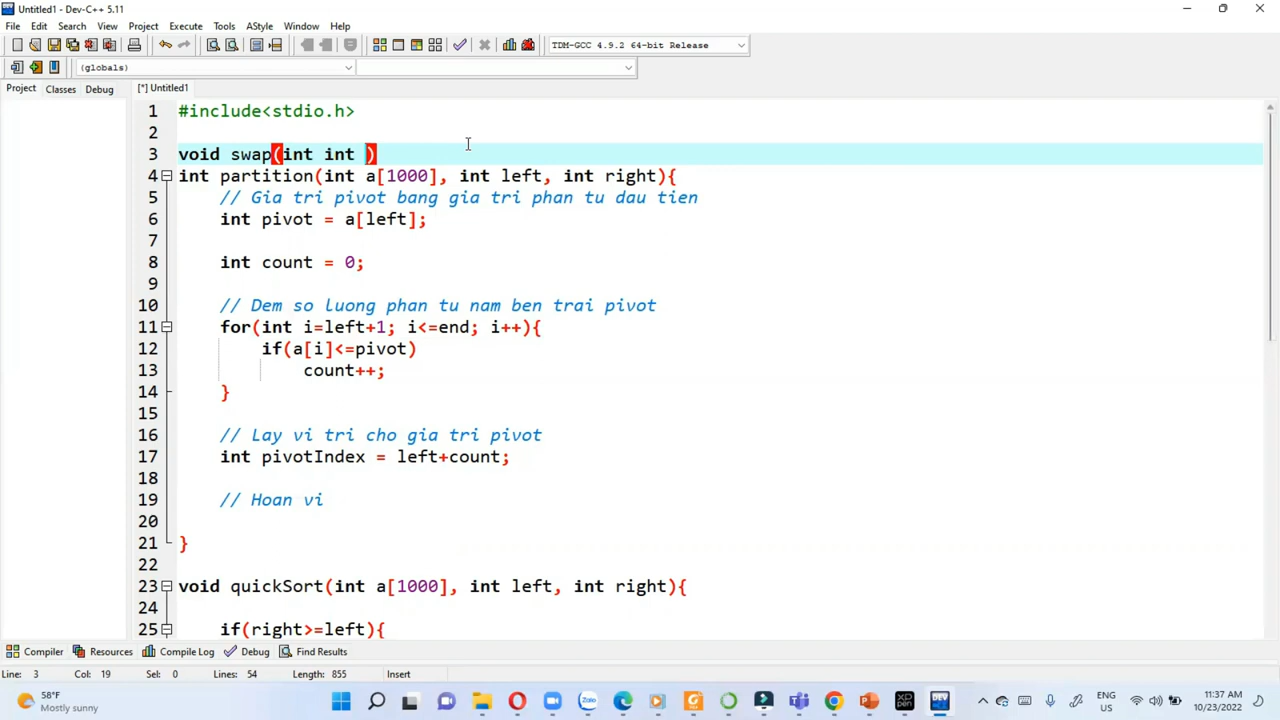 Untitled1 - Dev-C++ 5.11
File Edit Search View Project Execute Tools AStyle Window Help
TDM-GCC 4.9.2 64-bit Release
(globals)
Project Classes Debug [*] Untitled1
1 #include<stdio.h>
2
3 void swap(int int )
4 int partition(int a[1000], int left, int right){
5 // Gia tri pivot bang gia tri phan tu dau tien
6 int pivot = a[left];
7
8 int count = 0;
9
10 // Dem so luong phan tu nam ben trai pivot
11 for(int i=left+1; i<=end; i++){
12 if(a[i]<=pivot)
13 count++;
14 }
15
16 // Lay vi tri cho gia tri pivot
17 int pivotIndex = left+count;
18
19 // Hoan vi
20
21 }
22
23 void quickSort(int a[1000], int left, int right){
24
25 if(right>=left){
Compiler Resources Compile Log Debug Find Results
Line: 3 Col: 19 Sel: 0 Lines: 54 Length: 855 Insert
58°F
Mostly sunny
Zalo
DEV
xp
pen
ENG
US
11:37 AM
10/23/2022